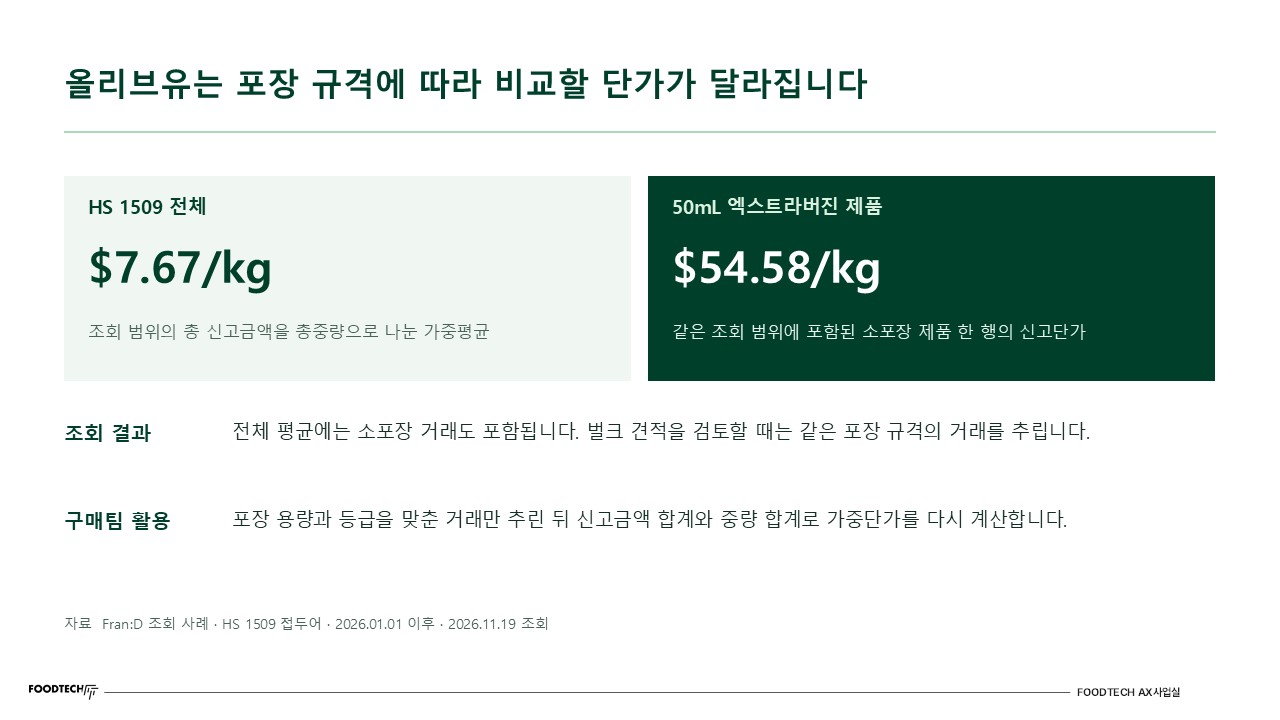 올리브유는 포장 규격에 따라 비교할 단가가 달라집니다
HS 1509 전체
$7.67/kg
조회 범위의 총 신고금액을 총중량으로 나눈 가중평균
50mL 엑스트라버진 제품
$54.58/kg
같은 조회 범위에 포함된 소포장 제품 한 행의 신고단가
조회 결과
전체 평균에는 소포장 거래도 포함됩니다. 벌크 견적을 검토할 때는 같은 포장 규격의 거래를 추립니다.
구매팀 활용
포장 용량과 등급을 맞춘 거래만 추린 뒤 신고금액 합계와 중량 합계로 가중단가를 다시 계산합니다.
자료 Fran:D 조회 사례 · HS 1509 접두어 · 2026.01.01 이후 · 2026.11.19 조회
FOODTECH
FOODTECH AX사업실